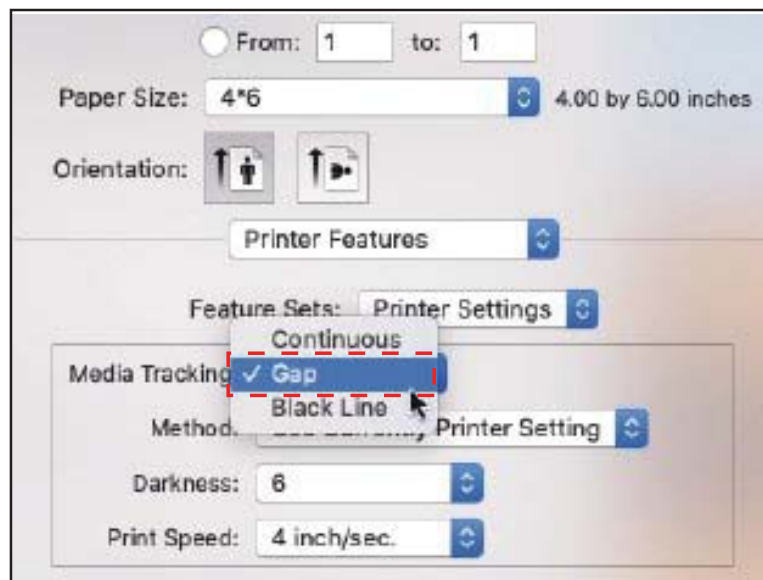 From: 1 to: 1
Paper Size: 4*6 4.00 by 6.00 inches
Orientation:
Printer Features
Feature Sets: Printer Settings
Continuous
Media Tracking ✓ Gap
Black Line
Method: Printer Setting
Darkness: 6
Print Speed: 4 inch/sec.